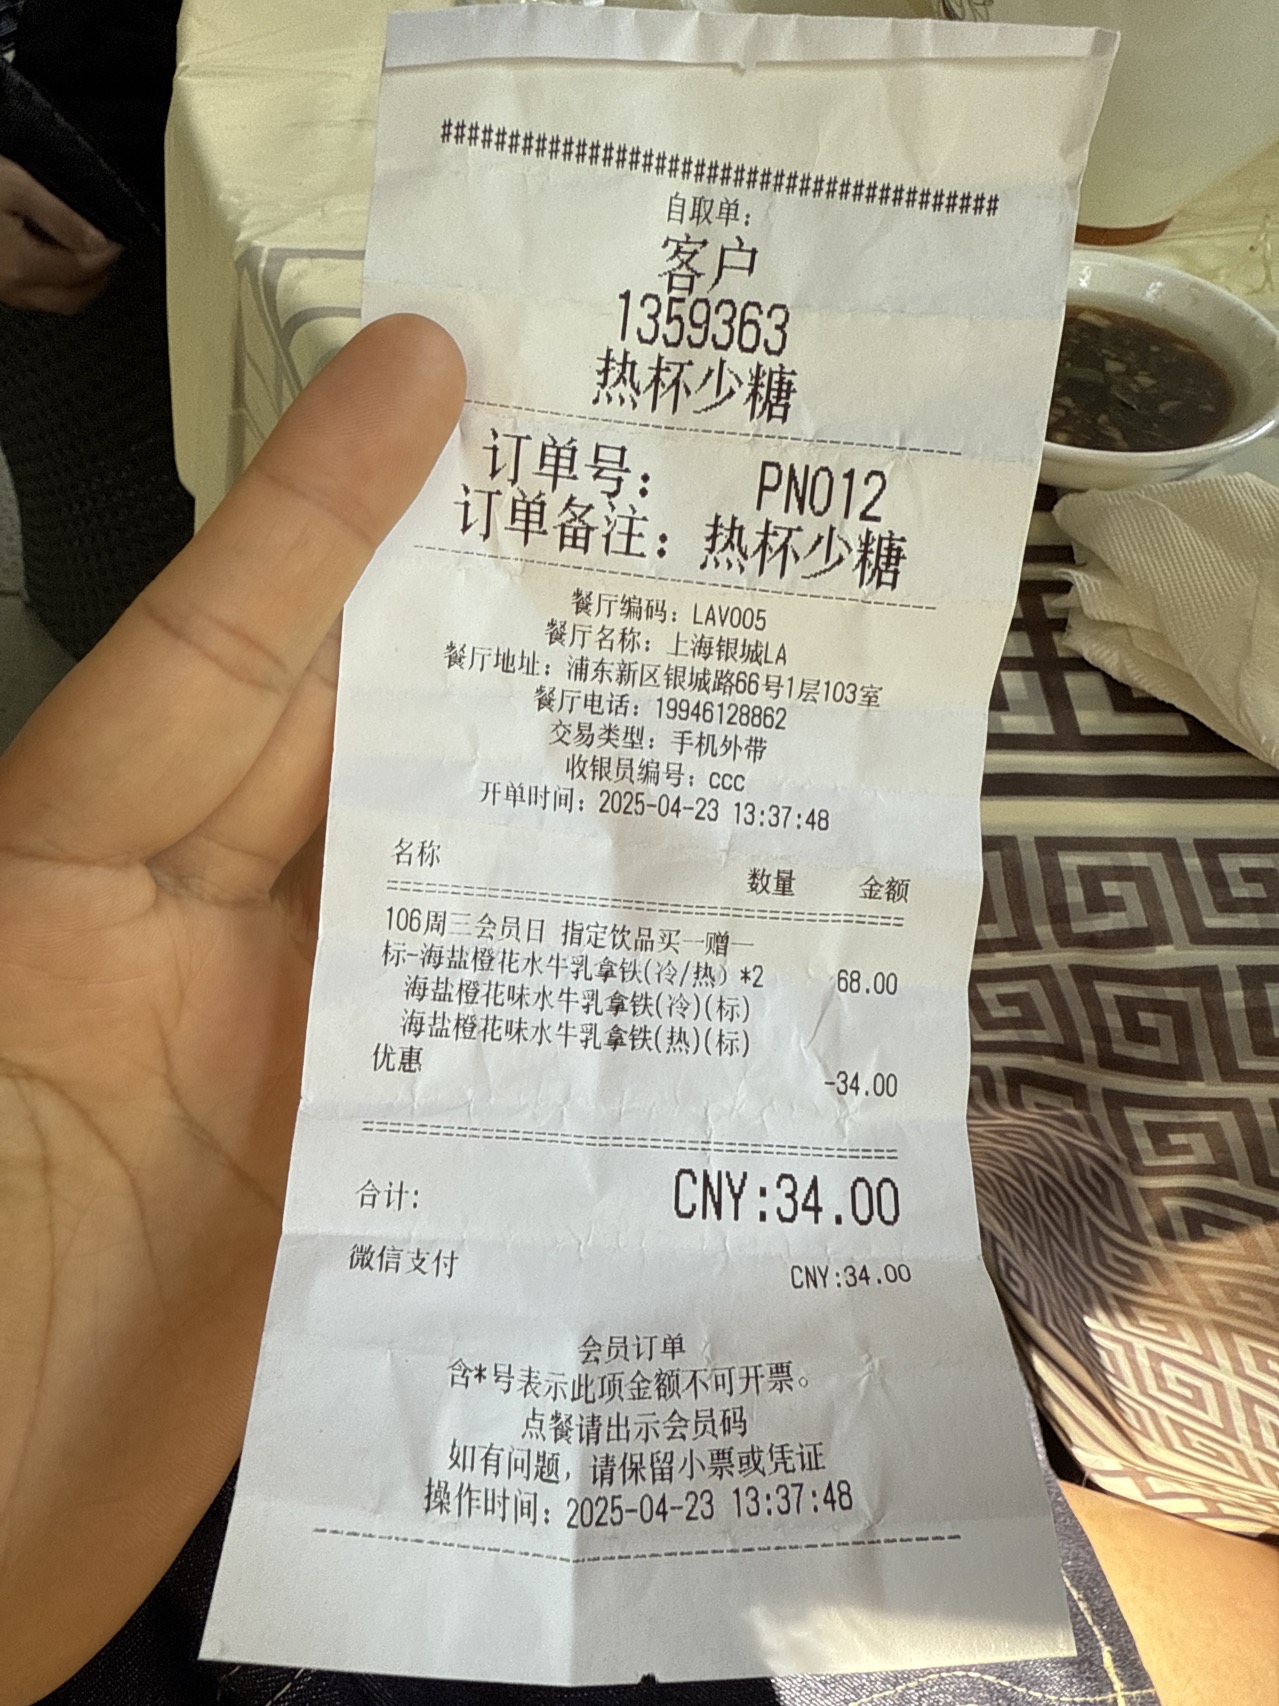 ##########################################
自取单:
客户
1359363
热杯少糖
订单号: PN012
订单备注: 热杯少糖
餐厅编码: LAV005
餐厅名称: 上海银城LA
餐厅地址: 浦东新区银城路66号1层103室
餐厅电话: 19946128862
交易类型: 手机外带
收银员编号: ccc
开单时间: 2025-04-23 13:37:48
名称 数量 金额
106周三会员日 指定饮品买一赠一
标-海盐橙花水牛乳拿铁(冷/热) *2 68.00
海盐橙花味水牛乳拿铁(冷)(标)
海盐橙花味水牛乳拿铁(热)(标)
优惠 -34.00
合计: CNY:34.00
微信支付 CNY:34.00
会员订单
含*号表示此项金额不可开票。
点餐请出示会员码
如有问题，请保留小票或凭证
操作时间: 2025-04-23 13:37:48